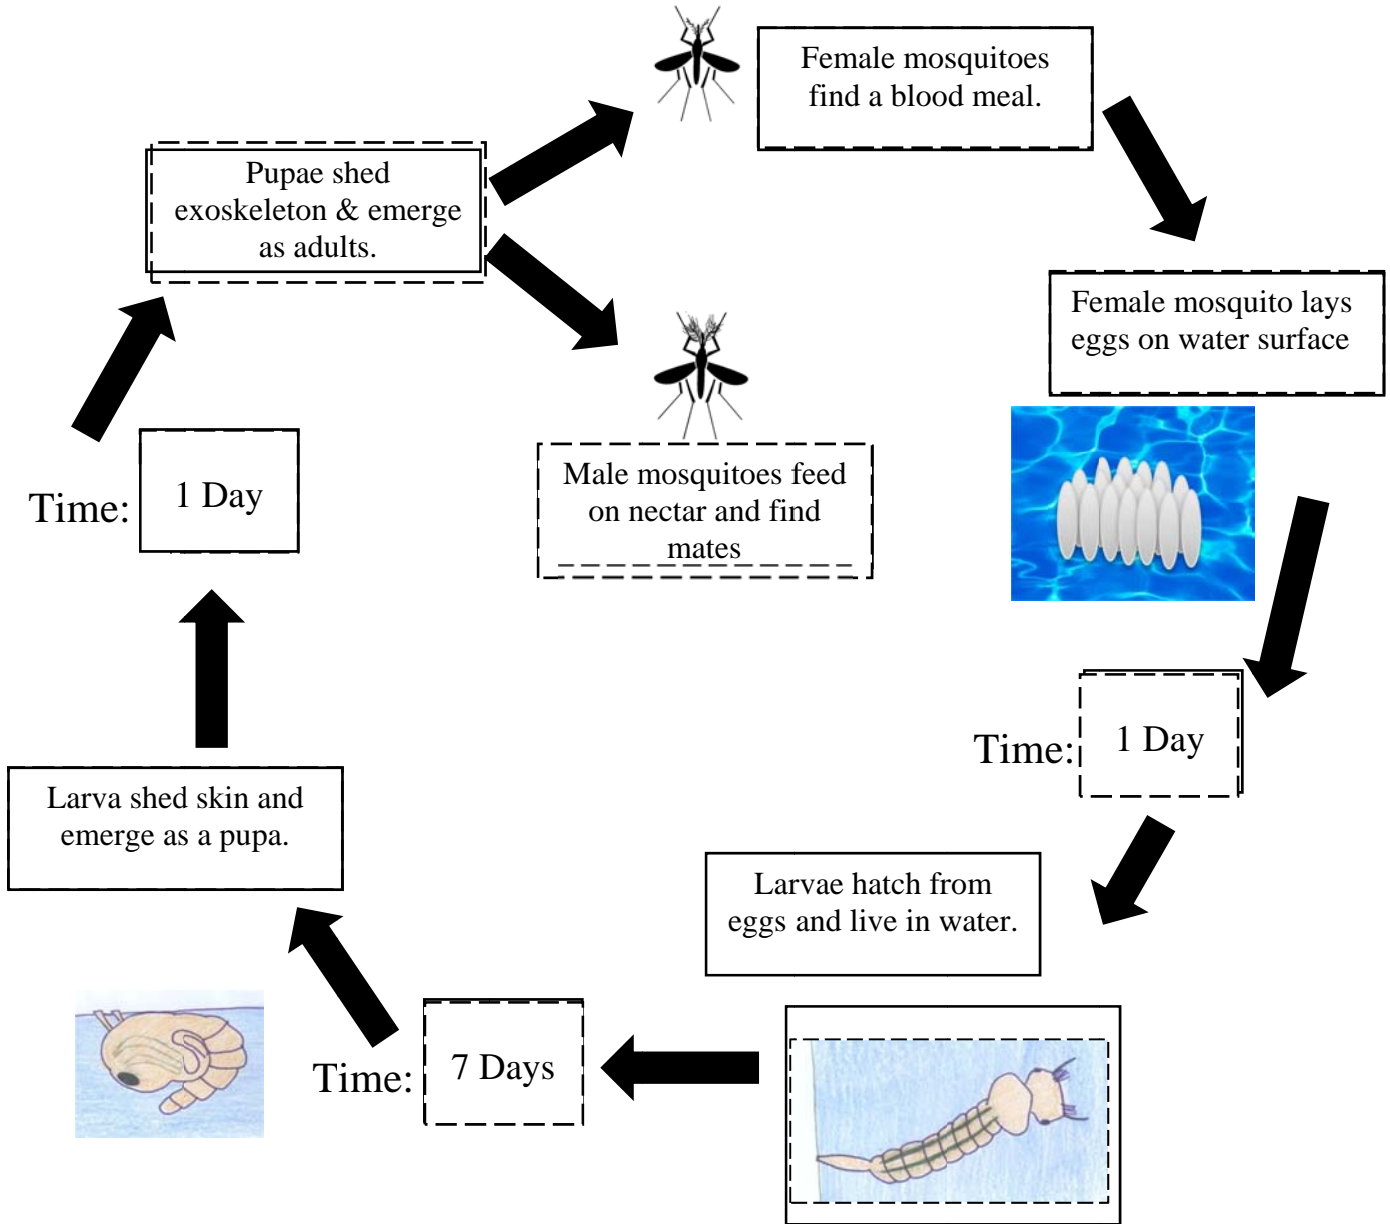 Female mosquitoes
find a blood meal.
Pupae shed
exoskeleton & emerge
as adults.
Female mosquito lays
eggs on water surface
Male mosquitoes feed
on nectar and find
mates
Time: 1 Day
Time: 1 Day
Larva shed skin and
emerge as a pupa.
Larvae hatch from
eggs and live in water.
Time: 7 Days